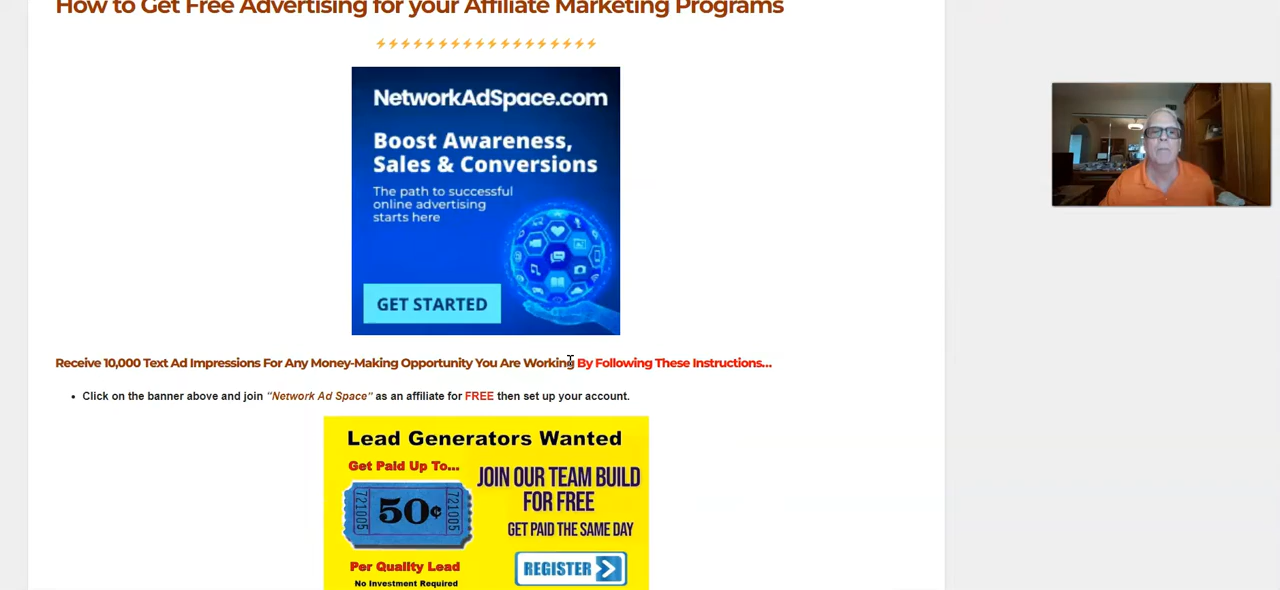 How to Get Free Advertising for your Affiliate Marketing Programs
NetworkAdSpace.com
Boost Awareness,
Sales & Conversions
The path to successful
online advertising
starts here
GET STARTED
Receive 10,000 Text Ad Impressions For Any Money-Making Opportunity You Are Working By Following These Instructions...
• Click on the banner above and join "Network Ad Space" as an affiliate for FREE then set up your account.
Lead Generators Wanted
Get Paid Up To...
721005
50¢
721005
Per Quality Lead
No Investment Required
JOIN OUR TEAM BUILD
FOR FREE
GET PAID THE SAME DAY
REGISTER